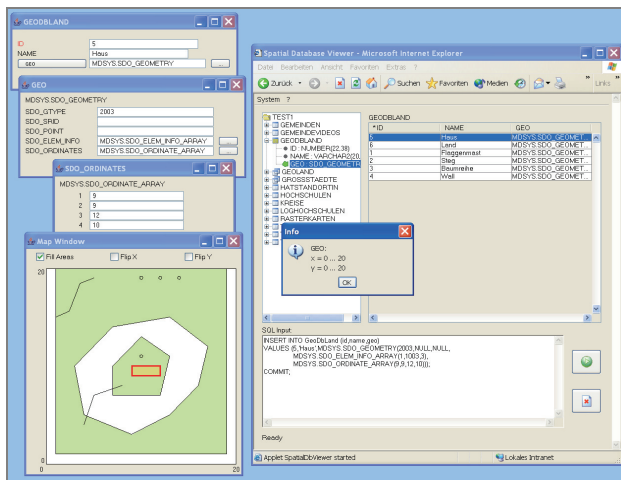 GEODBLAND
ID 5
NAME Haus
GEO MDSYS.SDO_GEOMETRY ...
GEO
MDSYS.SDO_GEOMETRY
SDO_GTYPE 2003
SDO_SRID
SDO_POINT
SDO_ELEM_INFO MDSYS.SDO_ELEM_INFO_ARRAY
SDO_ORDINATES MDSYS.SDO_ORDINATE_ARRAY
SDO_ORDINATES
MDSYS.SDO_ORDINATE_ARRAY
1 9
2 9
3 12
4 10
Map Window
Fill Areas Flip X Flip Y
20
0
0 20
Spatial Database Viewer - Microsoft Internet Explorer
Datei Bearbeiten Ansicht Favoriten Extras ?
Zurück Suchen Favoriten Medien Links
System ?
TEST1
GEMEINDEN
GEMEINDEVIDEOS
GEODBLAND
ID : NUMBER(22,38)
NAME : VARCHAR2(20,
GEO : SDO_GEOMETR
GEOLAND
GROSSSTAEDTE
HATSTANDORTIN
HOCHSCHULEN
KREISE
LOGHOCHSCHULEN
RASTERKARTEN
GEODBLAND
*ID NAME GEO
5 Haus MDSYS.SDO_GEOMET...
6 Land MDSYS.SDO_GEOMET...
1 Flaggenmast MDSYS.SDO_GEOMET...
2 Steg MDSYS.SDO_GEOMET...
3 Baumreihe MDSYS.SDO_GEOMET...
4 Wall MDSYS.SDO_GEOMET...
Info
GEO:
x = 0 ... 20
y = 0 ... 20
OK
SQL Input:
INSERT INTO GeoDbLand (id,name,geo)
VALUES (5,'Haus',MDSYS.SDO_GEOMETRY(2003,NULL,NULL,
MDSYS.SDO_ELEM_INFO_ARRAY(1,1003,3),
MDSYS.SDO_ORDINATE_ARRAY(9,9,12,10)));
COMMIT;
Ready
Applet SpatialDbViewer started Lokales Intranet